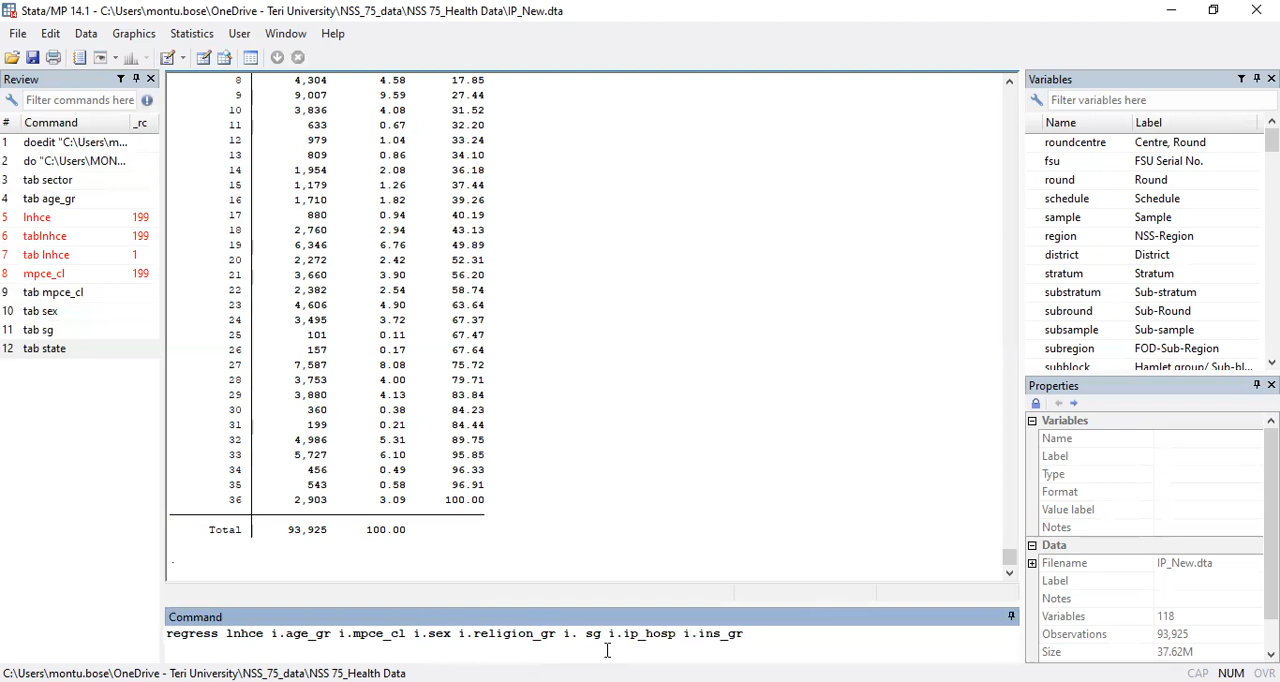 Stata/MP 14.1 - C:\Users\montu.bose\OneDrive - Teri University\NSS_75_data\NSS 75_Health Data\IP_New.dta
File Edit Data Graphics Statistics User Window Help
Review
Filter commands here
# Command _rc
1 doedit "C:\Users\m...
2 do "C:\Users\MON...
3 tab sector
4 tab age_gr
5 lnhce 199
6 tablnhce 199
7 tab lnhce 1
8 mpce_cl 199
9 tab mpce_cl
10 tab sex
11 tab sg
12 tab state
8 4,304 4.58 17.85
9 9,007 9.59 27.44
10 3,836 4.08 31.52
11 633 0.67 32.20
12 979 1.04 33.24
13 809 0.86 34.10
14 1,954 2.08 36.18
15 1,179 1.26 37.44
16 1,710 1.82 39.26
17 880 0.94 40.19
18 2,760 2.94 43.13
19 6,346 6.76 49.89
20 2,272 2.42 52.31
21 3,660 3.90 56.20
22 2,382 2.54 58.74
23 4,606 4.90 63.64
24 3,495 3.72 67.37
25 101 0.11 67.47
26 157 0.17 67.64
27 7,587 8.08 75.72
28 3,753 4.00 79.71
29 3,880 4.13 83.84
30 360 0.38 84.23
31 199 0.21 84.44
32 4,986 5.31 89.75
33 5,727 6.10 95.85
34 456 0.49 96.33
35 543 0.58 96.91
36 2,903 3.09 100.00
Total 93,925 100.00
.
Command
regress lnhce i.age_gr i.mpce_cl i.sex i.religion_gr i. sg i.ip_hosp i.ins_gr
Variables
Filter variables here
Name Label
roundcentre Centre, Round
fsu FSU Serial No.
round Round
schedule Schedule
sample Sample
region NSS-Region
district District
stratum Stratum
substratum Sub-stratum
subround Sub-Round
subsample Sub-sample
subregion FOD-Sub-Region
subblock Hamlet group/ Sub-bl...
Properties
Variables
Name
Label
Type
Format
Value label
Notes
Data
Filename IP_New.dta
Label
Notes
Variables 118
Observations 93,925
Size 37.62M
C:\Users\montu.bose\OneDrive - Teri University\NSS_75_data\NSS 75_Health Data
CAP NUM OVR